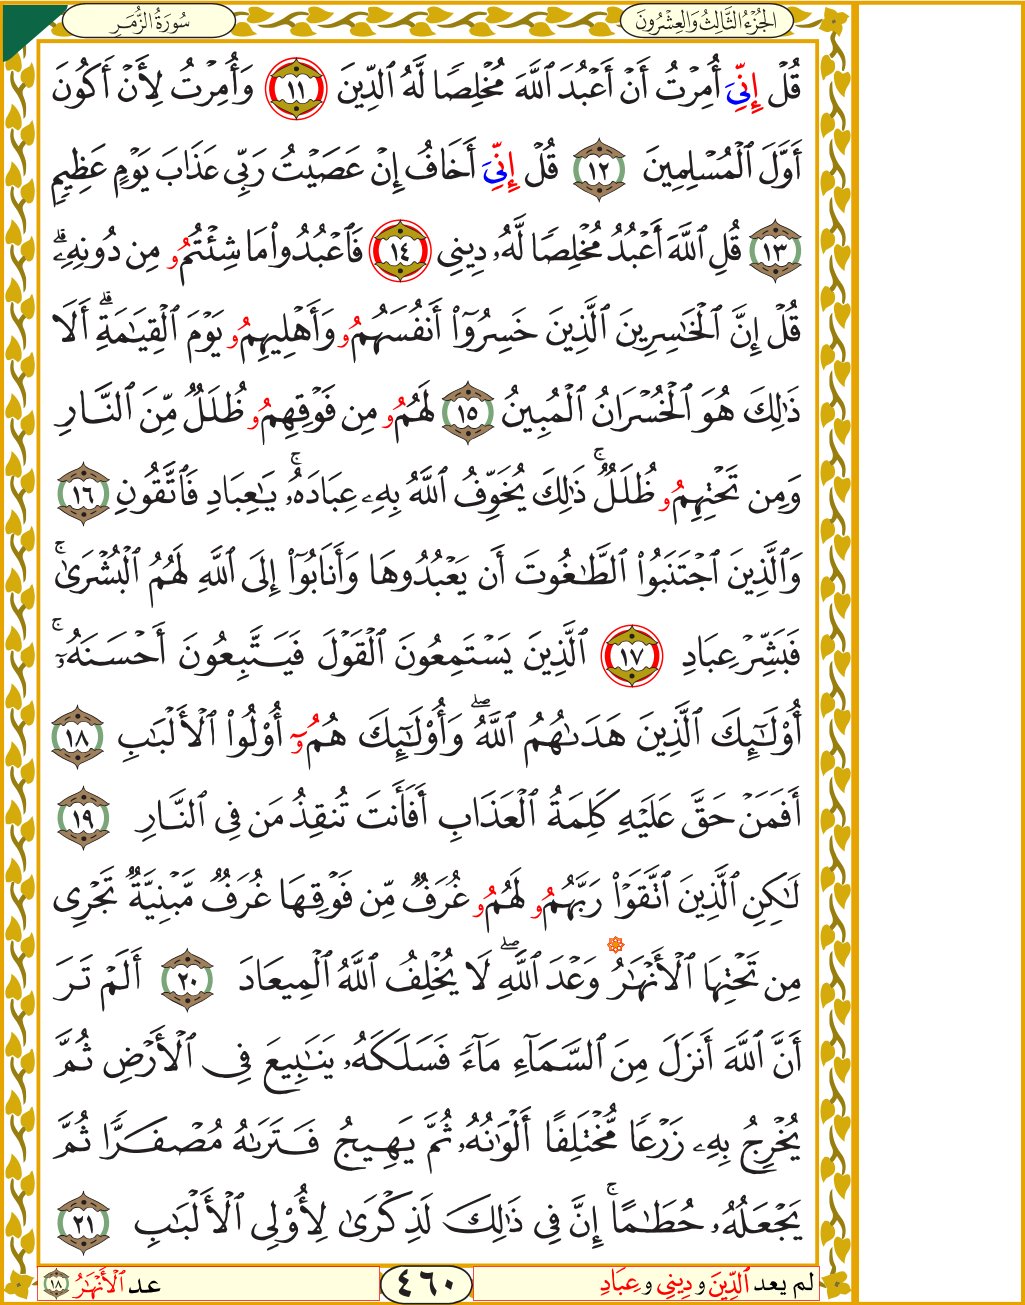 الجُزْءُ الثَّالِثُ وَالعِشْرُونَ
سُورَةُ الزُّمَرِ
قُلْ إِنِّيَ أُمِرْتُ أَنْ أَعْبُدَ ٱللَّهَ مُخْلِصًا لَّهُ ٱلدِّينَ ١١ وَأُمِرْتُ لِأَنْ أَكُونَ
أَوَّلَ ٱلْمُسْلِمِينَ ١٢ قُلْ إِنِّيَ أَخَافُ إِنْ عَصَيْتُ رَبِّى عَذَابَ يَوْمٍ عَظِيمٍ
١٣ قُلِ ٱللَّهَ أَعْبُدُ مُخْلِصًا لَّهُۥ دِينِى ١٤ فَٱعْبُدُوا۟ مَا شِئْتُمُۥ مِن دُونِهِۦۗ
قُلْ إِنَّ ٱلْخَـٰسِرِينَ ٱلَّذِينَ خَسِرُوٓا۟ أَنفُسَهُمُۥ وَأَهْلِيهِمُۥ يَوْمَ ٱلْقِيَـٰمَةِۗ أَلَا
ذَٰلِكَ هُوَ ٱلْخُسْرَانُ ٱلْمُبِينُ ١٥ لَهُمُۥ مِن فَوْقِهِمُۥ ظُلَلٌ مِّنَ ٱلنَّارِ
وَمِن تَحْتِهِمُۥ ظُلَلٌۚ ذَٰلِكَ يُخَوِّفُ ٱللَّهُ بِهِۦ عِبَادَهُۥۚ يَـٰعِبَادِ فَٱتَّقُونِ ١٦
وَٱلَّذِينَ ٱجْتَنَبُوا۟ ٱلطَّـٰغُوتَ أَن يَعْبُدُوهَا وَأَنَابُوٓا۟ إِلَى ٱللَّهِ لَهُمُ ٱلْبُشْرَىٰۚ
فَبَشِّرْ عِبَادِ ١٧ ٱلَّذِينَ يَسْتَمِعُونَ ٱلْقَوْلَ فَيَتَّبِعُونَ أَحْسَنَهُۥٓۚ
أُو۟لَـٰٓئِكَ ٱلَّذِينَ هَدَىٰهُمُ ٱللَّهُۖ وَأُو۟لَـٰٓئِكَ هُمُۥٓ أُو۟لُوا۟ ٱلْأَلْبَـٰبِ ١٨
أَفَمَنْ حَقَّ عَلَيْهِ كَلِمَةُ ٱلْعَذَابِ أَفَأَنتَ تُنقِذُ مَن فِى ٱلنَّارِ ١٩
لَـٰكِنِ ٱلَّذِينَ ٱتَّقَوْا۟ رَبَّهُمُۥ لَهُمُۥ غُرَفٌ مِّن فَوْقِهَا غُرَفٌ مَّبْنِيَّةٌ تَجْرِى
مِن تَحْتِهَا ٱلْأَنْهَـٰرُ وَعْدَ ٱللَّهِۖ لَا يُخْلِفُ ٱللَّهُ ٱلْمِيعَادَ ٢٠ أَلَمْ تَرَ
أَنَّ ٱللَّهَ أَنزَلَ مِنَ ٱلسَّمَآءِ مَآءً فَسَلَكَهُۥ يَنَـٰبِيعَ فِى ٱلْأَرْضِ ثُمَّ
يُخْرِجُ بِهِۦ زَرْعًا مُّخْتَلِفًا أَلْوَٰنُهُۥ ثُمَّ يَهِيجُ فَتَرَىٰهُ مُصْفَرًّا ثُمَّ
يَجْعَلُهُۥ حُطَـٰمًاۚ إِنَّ فِى ذَٰلِكَ لَذِكْرَىٰ لِأُو۟لِى ٱلْأَلْبَـٰبِ ٢١
لم يعد ٱلدِّينَ و دِينِى و عِبَادِ
٤٦٠
عد ٱلْأَنْهَـٰرُ ١٨